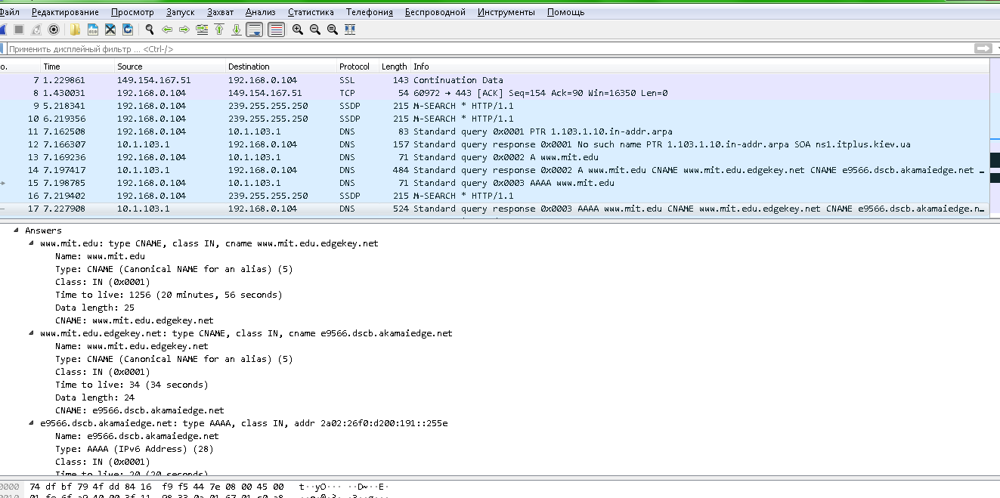 Файл Редактирование Просмотр Запуск Захват Анализ Статистика Телефония Беспроводной Инструменты Помощь
Применить дисплейный фильтр ... <Ctrl-/>
o. Time Source Destination Protocol Length Info
7 1.229861 149.154.167.51 192.168.0.104 SSL 143 Continuation Data
8 1.430031 192.168.0.104 149.154.167.51 TCP 54 60972 → 443 [ACK] Seq=154 Ack=90 Win=16350 Len=0
9 5.218341 192.168.0.104 239.255.255.250 SSDP 215 M-SEARCH * HTTP/1.1
10 6.219356 192.168.0.104 239.255.255.250 SSDP 215 M-SEARCH * HTTP/1.1
11 7.162508 192.168.0.104 10.1.103.1 DNS 83 Standard query 0x0001 PTR 1.103.1.10.in-addr.arpa
12 7.166307 10.1.103.1 192.168.0.104 DNS 157 Standard query response 0x0001 No such name PTR 1.103.1.10.in-addr.arpa SOA ns1.itplus.kiev.ua
13 7.169236 192.168.0.104 10.1.103.1 DNS 71 Standard query 0x0002 A www.mit.edu
14 7.197417 10.1.103.1 192.168.0.104 DNS 484 Standard query response 0x0002 A www.mit.edu CNAME www.mit.edu.edgekey.net CNAME e9566.dscb.akamaiedge.net …
15 7.198785 192.168.0.104 10.1.103.1 DNS 71 Standard query 0x0003 AAAA www.mit.edu
16 7.219402 192.168.0.104 239.255.255.250 SSDP 215 M-SEARCH * HTTP/1.1
17 7.227908 10.1.103.1 192.168.0.104 DNS 524 Standard query response 0x0003 AAAA www.mit.edu CNAME www.mit.edu.edgekey.net CNAME e9566.dscb.akamaiedge.n…
Answers
www.mit.edu: type CNAME, class IN, cname www.mit.edu.edgekey.net
Name: www.mit.edu
Type: CNAME (Canonical NAME for an alias) (5)
Class: IN (0x0001)
Time to live: 1256 (20 minutes, 56 seconds)
Data length: 25
CNAME: www.mit.edu.edgekey.net
www.mit.edu.edgekey.net: type CNAME, class IN, cname e9566.dscb.akamaiedge.net
Name: www.mit.edu.edgekey.net
Type: CNAME (Canonical NAME for an alias) (5)
Class: IN (0x0001)
Time to live: 34 (34 seconds)
Data length: 24
CNAME: e9566.dscb.akamaiedge.net
e9566.dscb.akamaiedge.net: type AAAA, class IN, addr 2a02:26f0:d200:191::255e
Name: e9566.dscb.akamaiedge.net
Type: AAAA (IPv6 Address) (28)
Class: IN (0x0001)
Time to live: 20 (20 seconds)
0000 74 df bf 79 4f dd 84 16 f9 f5 44 7e 08 00 45 00 t··yO··· ··D~··E·